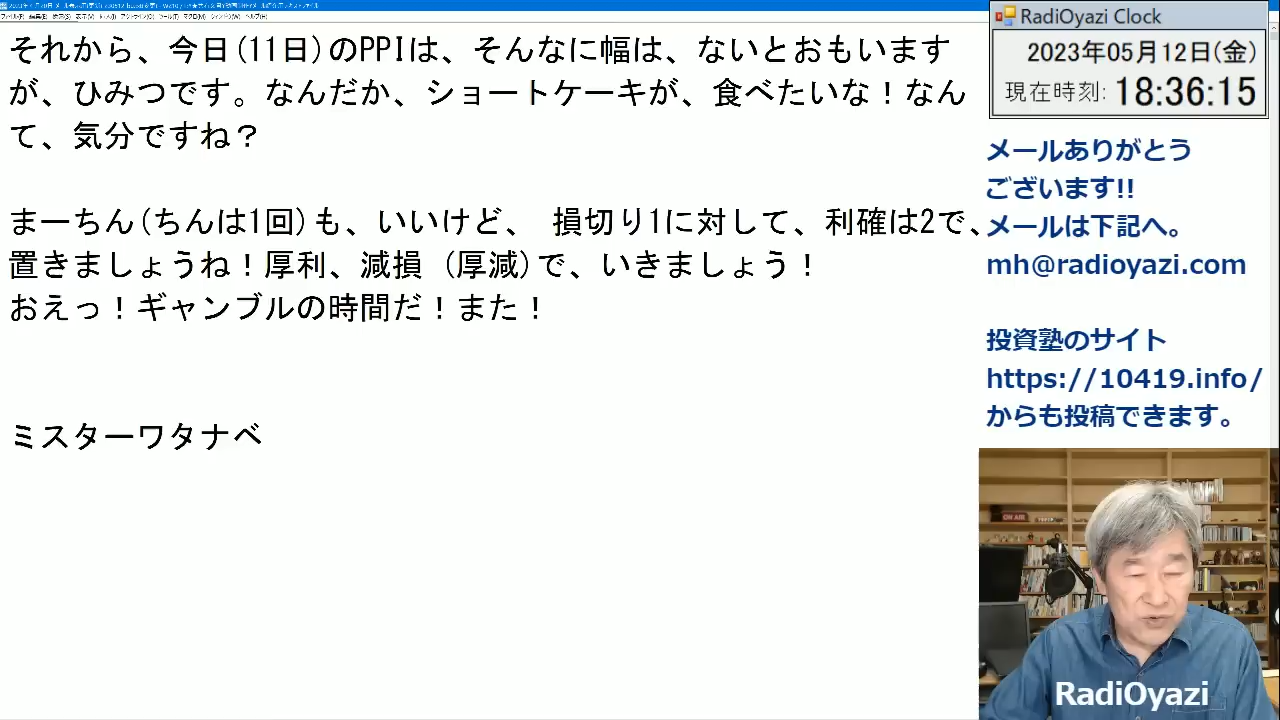 それから、今日(11日)のPPIは、そんなに幅は、ないとおもいます
が、ひみつです。なんだか、ショートケーキが、食べたいな！なん
て、気分ですね？
まーちん(ちんは1回)も、いいけど、 損切り1に対して、利確は2で、
置きましょうね！厚利、減損 (厚減)で、いきましょう！
おえっ！ギャンブルの時間だ！また！
ミスターワタナベ
RadiOyazi Clock
2023年05月12日(金)
現在時刻: 18:36:15
メールありがとう
ございます!!
メールは下記へ。
mh@radioyazi.com
投資塾のサイト
https://10419.info/
からも投稿できます。
ON AIR
RadiOyazi